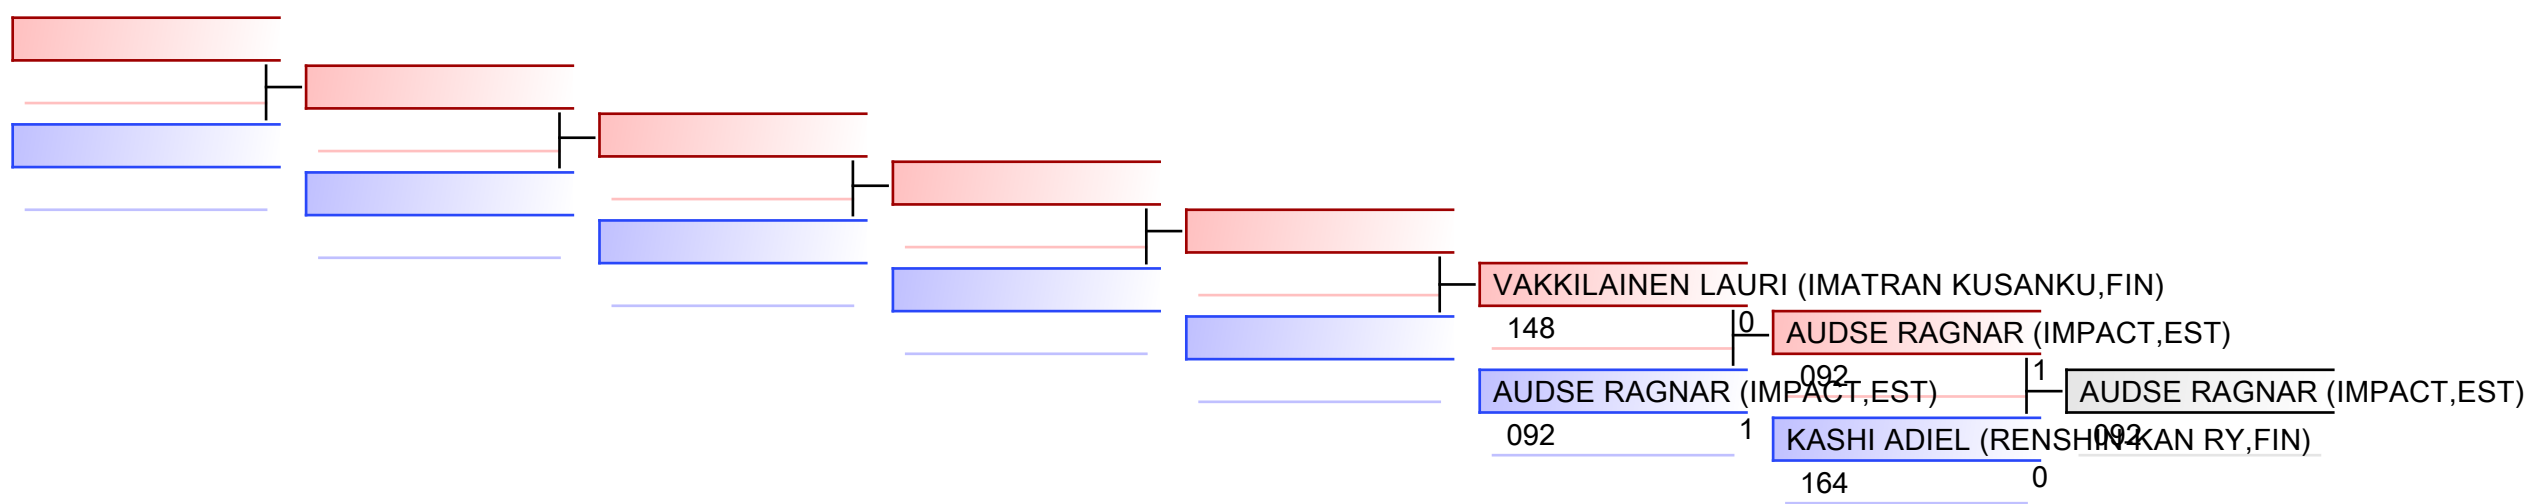 VAKKILAINEN LAURI (IMATRAN KUSANKU,FIN)
148
0
AUDSE RAGNAR (IMPACT,EST)
092
1
AUDSE RAGNAR (IMPACT,EST)
092
1
KASHI ADIEL (RENSHIN KAN RY,FIN)
164
0
AUDSE RAGNAR (IMPACT,EST)
092